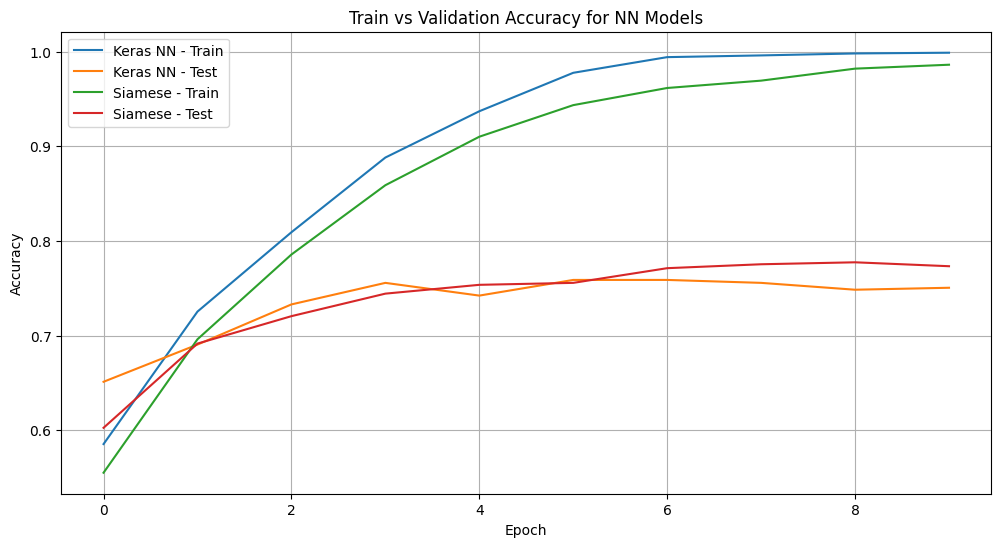 Train vs Validation Accuracy for NN Models
Keras NN - Train
Keras NN - Test
Siamese - Train
Siamese - Test
1.0
0.9
0.8
0.7
0.6
Accuracy
0 2 4 6 8
Epoch